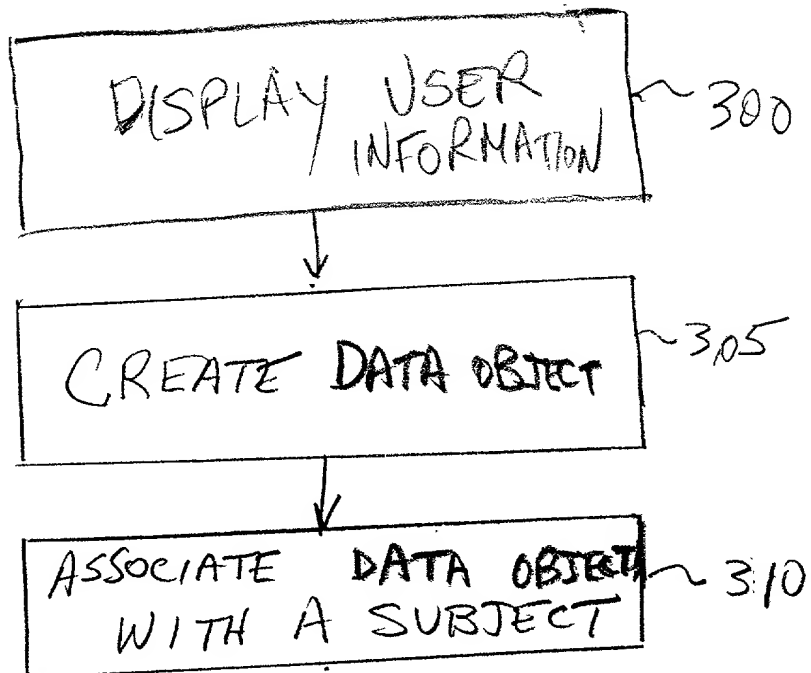 DISPLAY USER
INFORMATION
300
CREATE DATA OBJECT
305
ASSOCIATE DATA OBJECT
WITH A SUBJECT
310